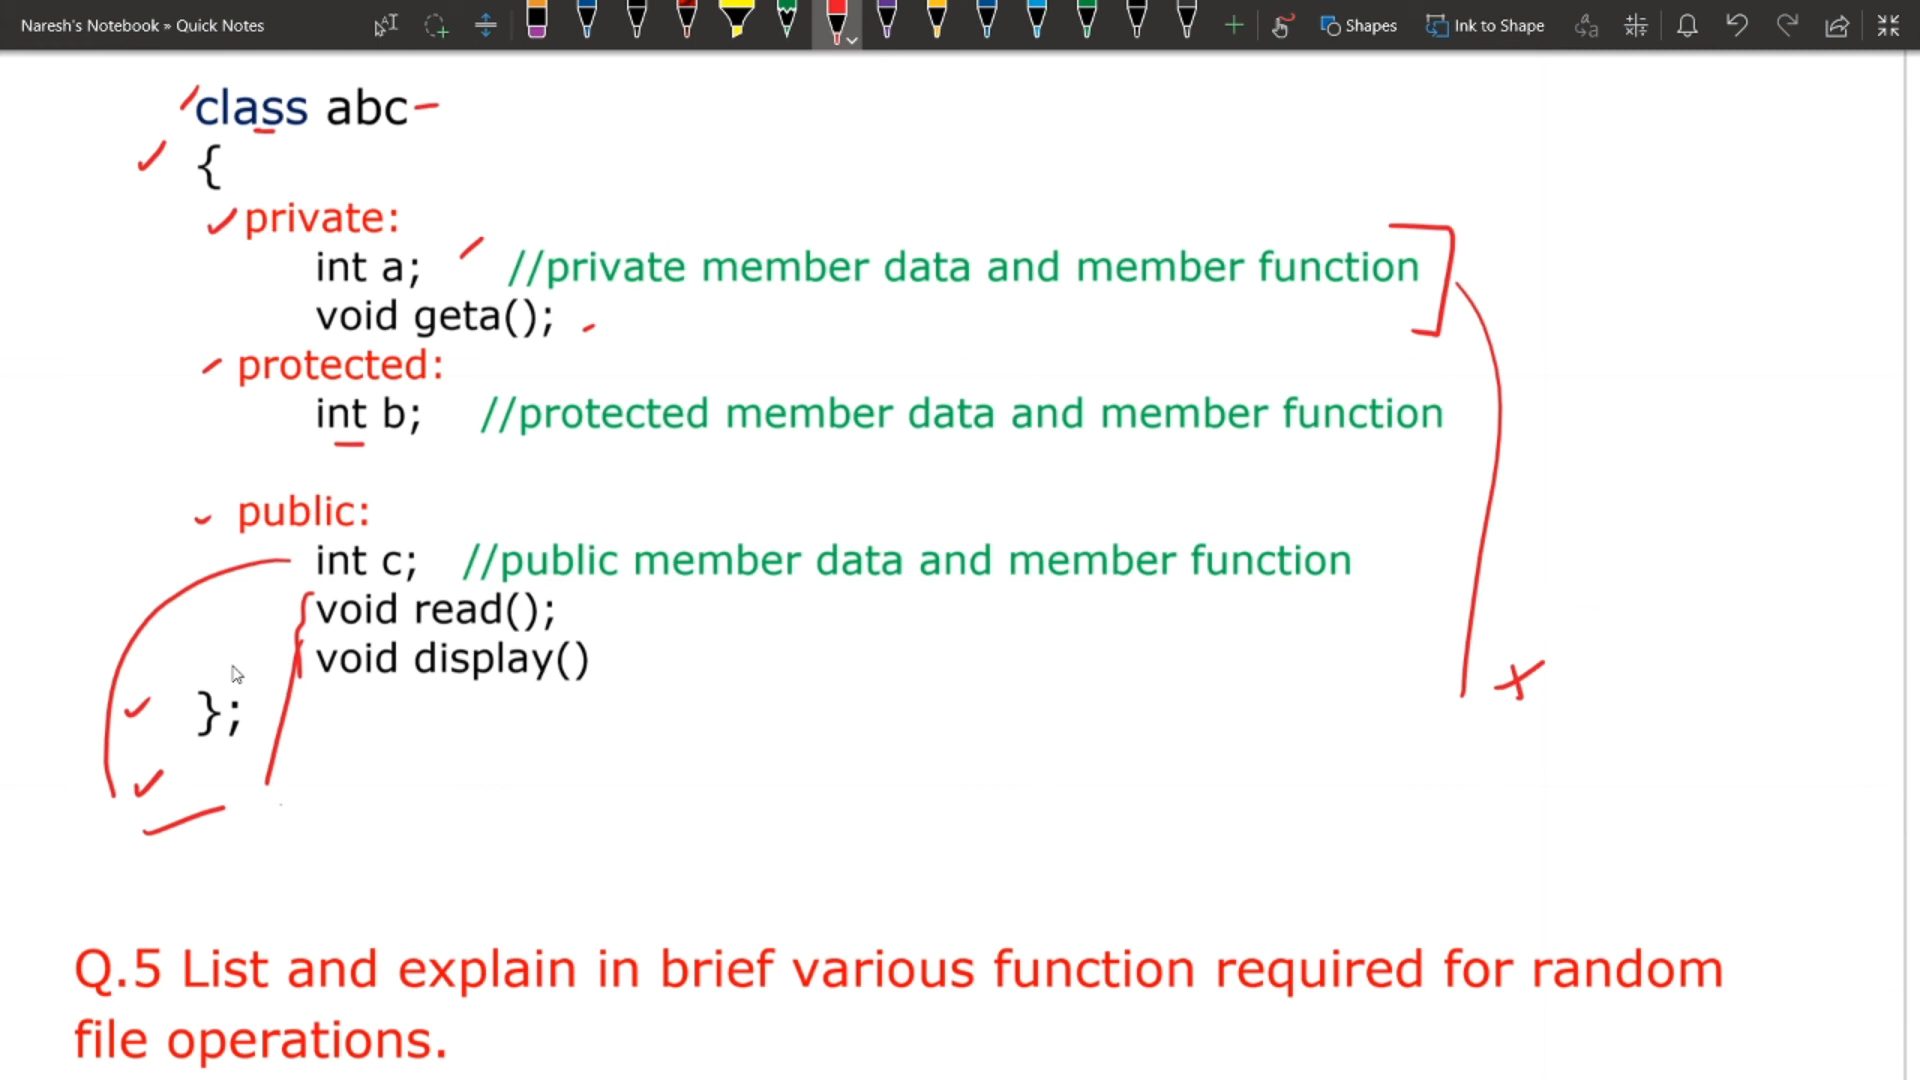 Naresh's Notebook » Quick Notes
Shapes
Ink to Shape
class abc
{
private:
int a; //private member data and member function
void geta();
protected:
int b; //protected member data and member function
public:
int c; //public member data and member function
void read();
void display()
};
Q.5 List and explain in brief various function required for random
file operations.